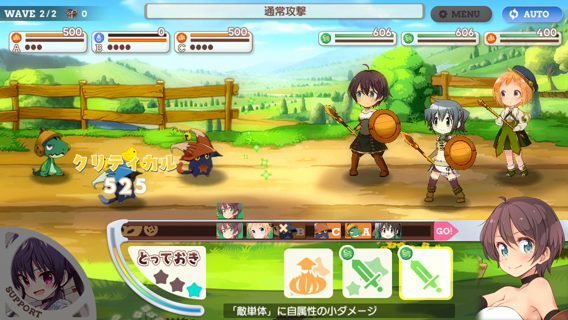 WAVE 2/2 0
通常攻撃
MENU
AUTO
500
A
0
B
500
C
606
606
400
クリティカル
525
B
C
A
GO!
とっておき
SUPPORT
「敵単体」に自属性の小ダメージ